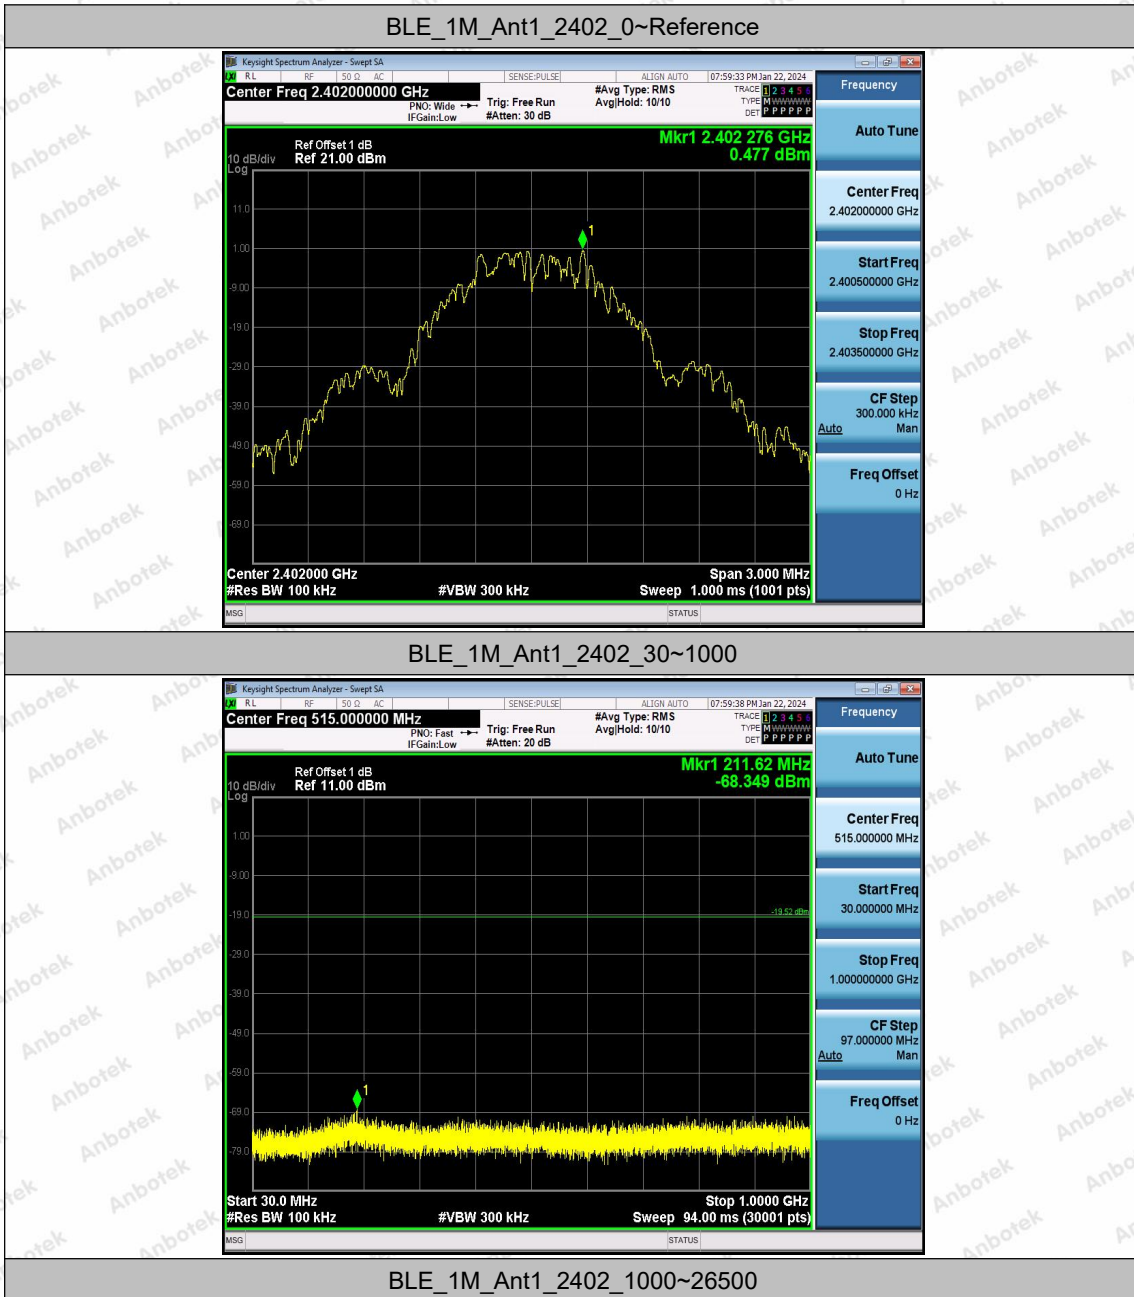 BLE_1M_Ant1_2402_0~Reference
Keysight Spectrum Analyzer - Swept SA
LXI RL RF 50 Ω AC SENSE:PULSE ALIGN AUTO 07:59:33 PM Jan 22, 2024
Center Freq 2.402000000 GHz #Avg Type: RMS TRACE 1 2 3 4 5 6
PNO: Wide Trig: Free Run Avg|Hold: 10/10 TYPE M WWWWW
IFGain:Low #Atten: 30 dB DET P P P P P P
Frequency
Auto Tune
Center Freq
2.402000000 GHz
Start Freq
2.400500000 GHz
Stop Freq
2.403500000 GHz
CF Step
300.000 kHz
Auto Man
Freq Offset
0 Hz
Mkr1 2.402 276 GHz
0.477 dBm
Ref Offset 1 dB
10 dB/div Ref 21.00 dBm
Log
11.0
1
1.00
-9.00
-19.0
-29.0
-39.0
-49.0
-59.0
-69.0
Center 2.402000 GHz Span 3.000 MHz
#Res BW 100 kHz #VBW 300 kHz Sweep 1.000 ms (1001 pts)
MSG STATUS
BLE_1M_Ant1_2402_30~1000
Keysight Spectrum Analyzer - Swept SA
LXI RL RF 50 Ω AC SENSE:PULSE ALIGN AUTO 07:59:38 PM Jan 22, 2024
Center Freq 515.000000 MHz #Avg Type: RMS TRACE 1 2 3 4 5 6
PNO: Fast Trig: Free Run Avg|Hold: 10/10 TYPE M WWWWW
IFGain:Low #Atten: 20 dB DET P P P P P P
Frequency
Auto Tune
Center Freq
515.000000 MHz
Start Freq
30.000000 MHz
Stop Freq
1.000000000 GHz
CF Step
97.000000 MHz
Auto Man
Freq Offset
0 Hz
Mkr1 211.62 MHz
-68.349 dBm
Ref Offset 1 dB
10 dB/div Ref 11.00 dBm
Log
1.00
-9.00
-19.0 -19.52 dBm
-29.0
-39.0
-49.0
-59.0
1
-69.0
-79.0
Start 30.0 MHz Stop 1.0000 GHz
#Res BW 100 kHz #VBW 300 kHz Sweep 94.00 ms (30001 pts)
MSG STATUS
BLE_1M_Ant1_2402_1000~26500
Anbotek